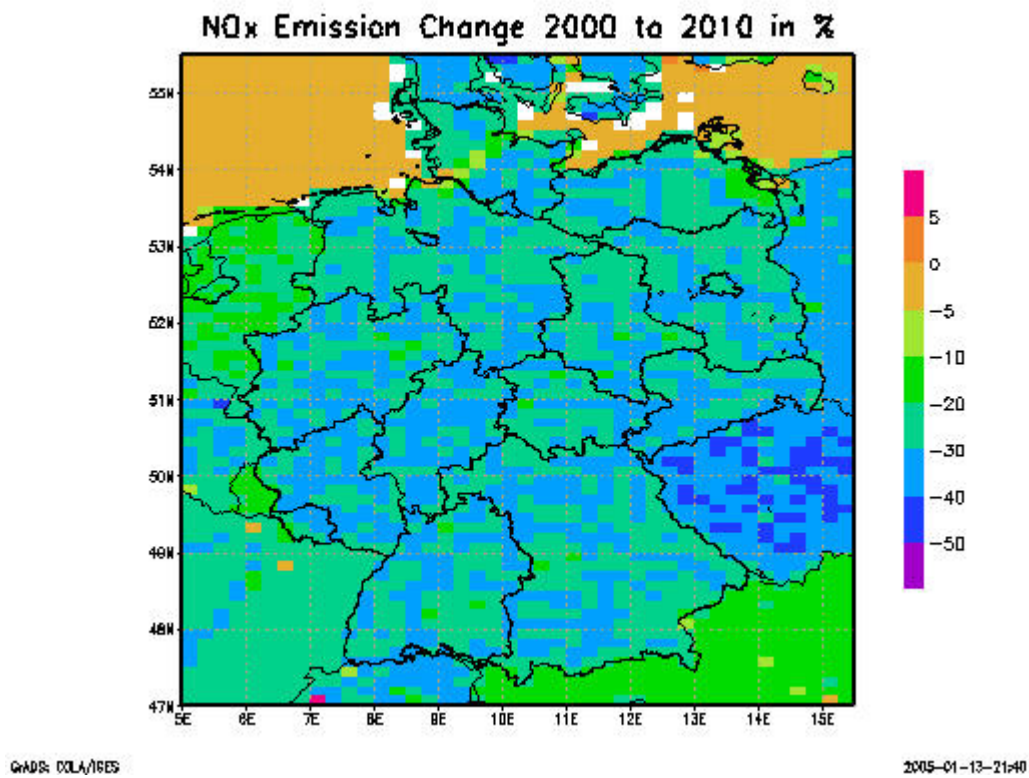 NOx Emission Change 2000 to 2010 in %
55N
54N
53N
52N
51N
50N
49N
48N
47N
5E 6E 7E 8E 9E 10E 11E 12E 13E 14E 15E
5
0
-5
-10
-20
-30
-40
-50
GrADS: COLA/IGES
2005-01-13-21:40